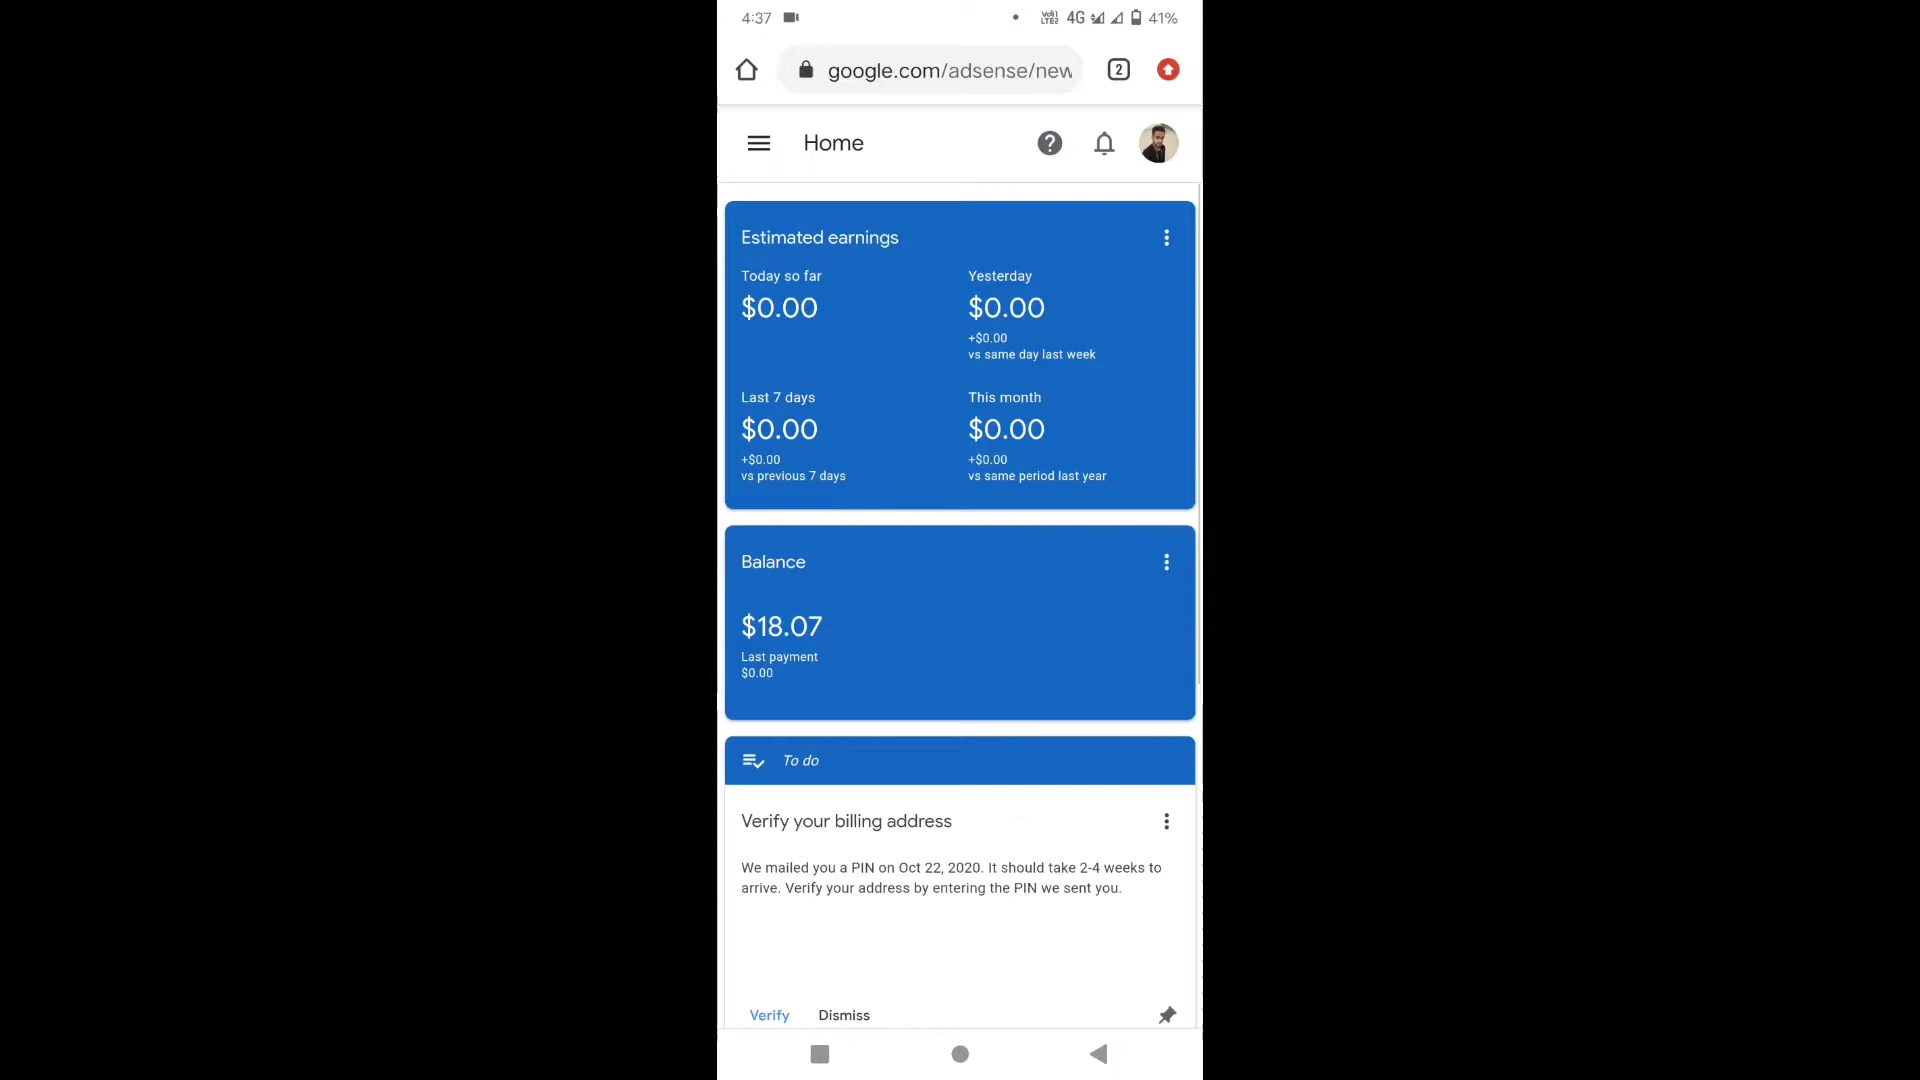 4:37
Vo)) LTE2 4G 41%
google.com/adsense/new
2
Home
Estimated earnings
Today so far
$0.00
Yesterday
$0.00
+$0.00
vs same day last week
Last 7 days
$0.00
+$0.00
vs previous 7 days
This month
$0.00
+$0.00
vs same period last year
Balance
$18.07
Last payment
$0.00
To do
Verify your billing address
We mailed you a PIN on Oct 22, 2020. It should take 2-4 weeks to
arrive. Verify your address by entering the PIN we sent you.
Verify
Dismiss